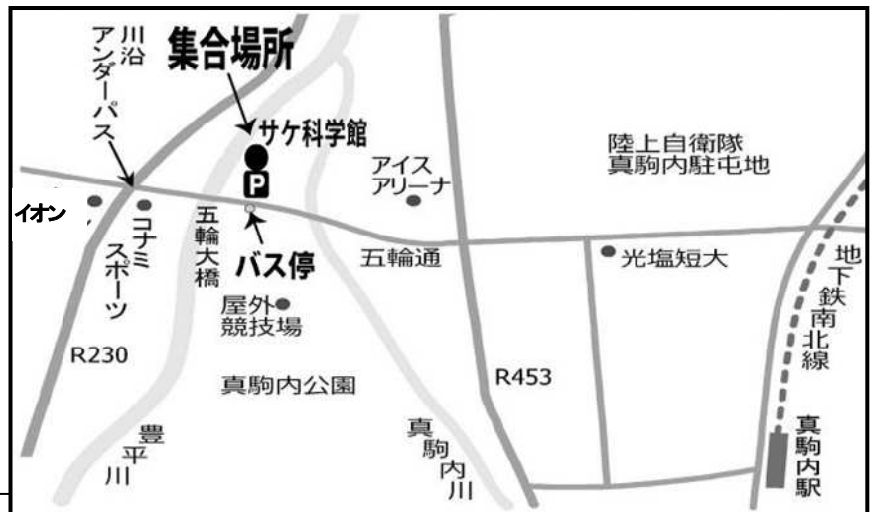 川沿
アンダーパス
集合場所
サケ科学館
P
アイス
アリーナ
陸上自衛隊
真駒内駐屯地
イオン
コナミ
スポーツ
五輪大橋
バス停
五輪通
光塩短大
地下鉄南北線
屋外
競技場
R230
真駒内公園
R453
豊平川
真駒内川
真駒内駅